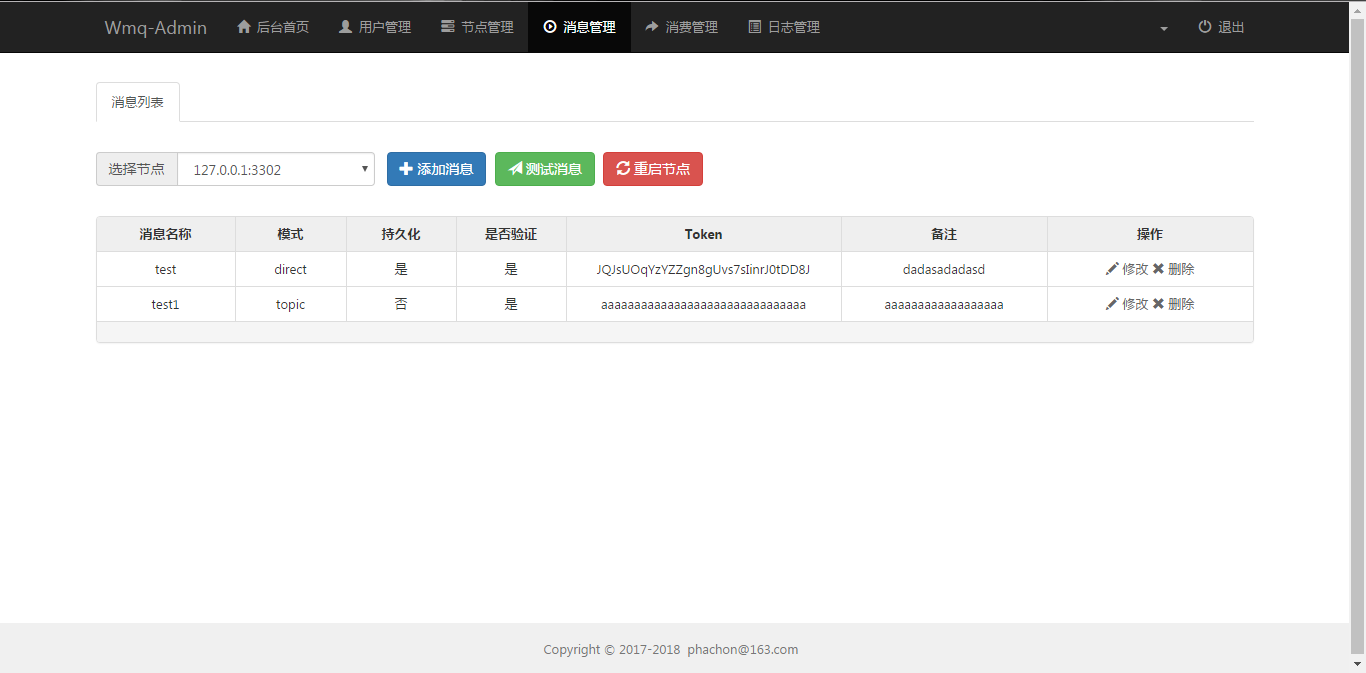 Wmq-Admin 后台首页 用户管理 节点管理 消息管理 消费管理 日志管理 退出
消息列表
选择节点 127.0.0.1:3302 添加消息 测试消息 重启节点
消息名称 模式 持久化 是否验证 Token 备注 操作
test direct 是 是 JQJsUOqYzYZZgn8gUvs7sIinrJ0tDD8J dadasadadasd 修改 删除
test1 topic 否 是 aaaaaaaaaaaaaaaaaaaaaaaaaaaaaaa aaaaaaaaaaaaaaaaaa 修改 删除
Copyright © 2017-2018 phachon@163.com